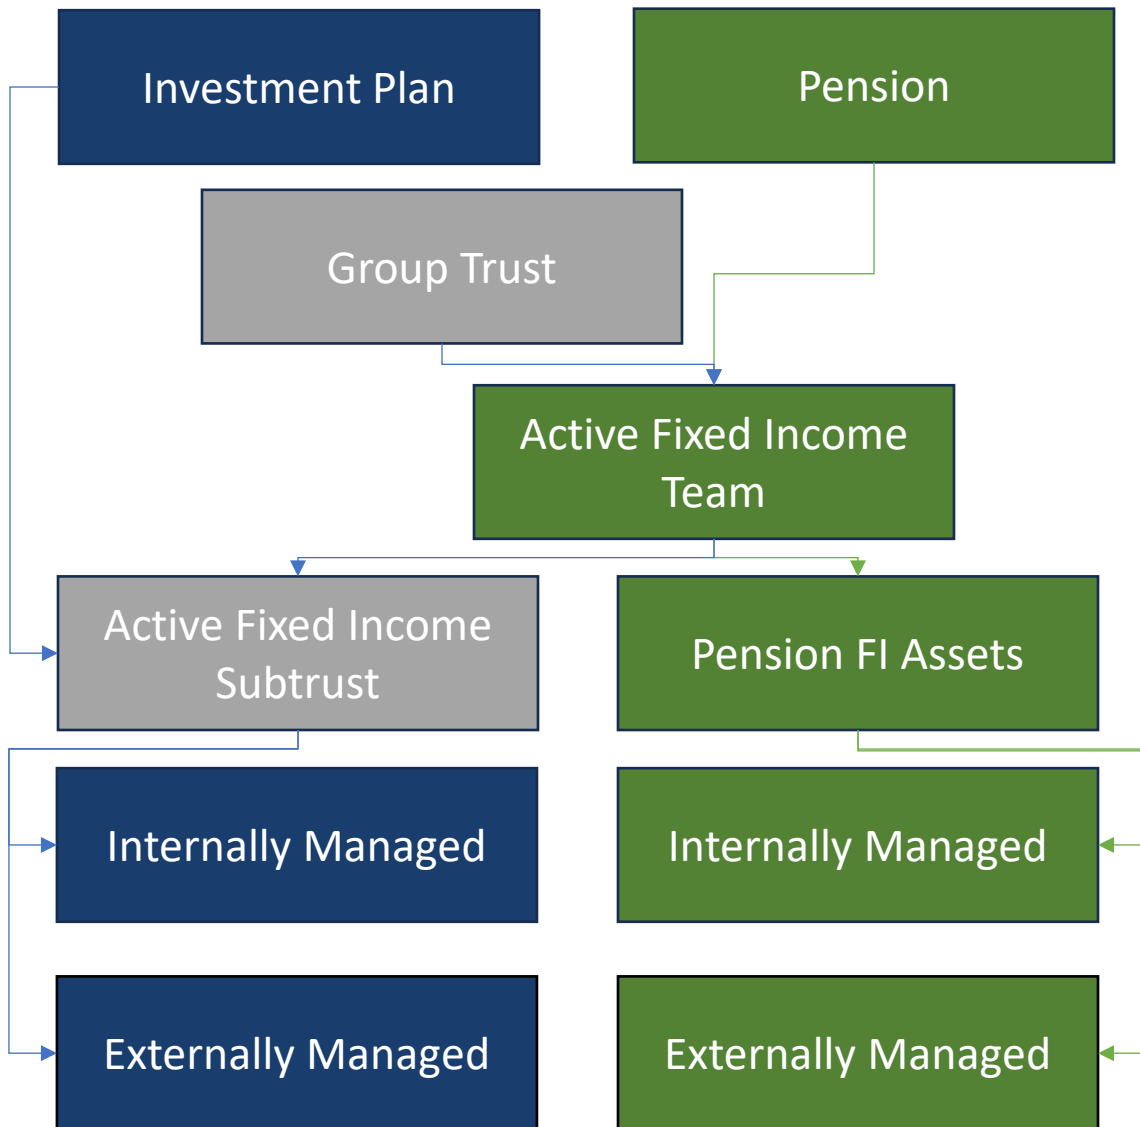 Investment Plan
Pension
Group Trust
Active Fixed Income
Team
Active Fixed Income
Subtrust
Pension FI Assets
Internally Managed
Internally Managed
Externally Managed
Externally Managed